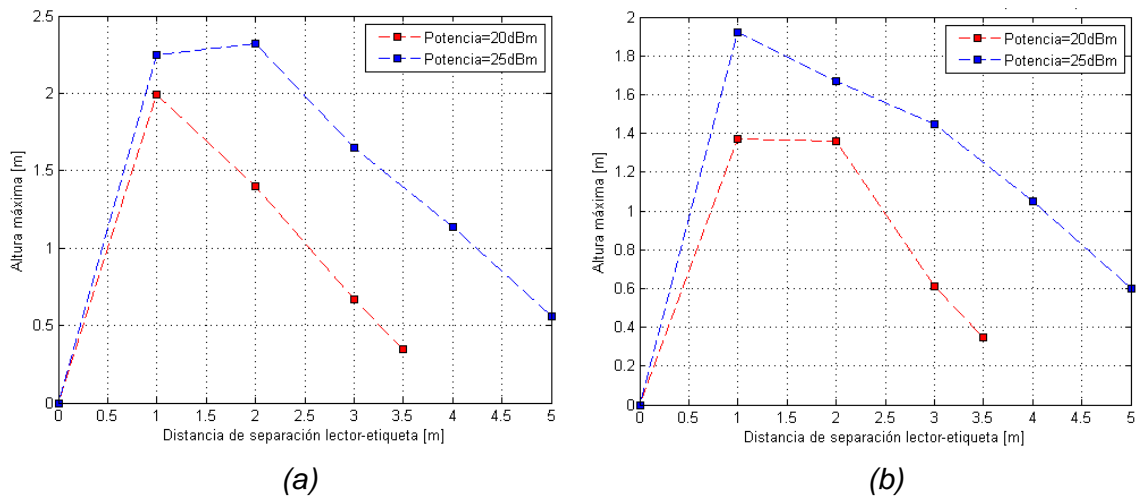 2.5
2
1.5
1
0.5
0
0 0.5 1 1.5 2 2.5 3 3.5 4 4.5 5
Altura máxima [m]
Distancia de separación lector-etiqueta [m]
Potencia=20dBm
Potencia=25dBm
(a)
2
1.8
1.6
1.4
1.2
1
0.8
0.6
0.4
0.2
0
0 0.5 1 1.5 2 2.5 3 3.5 4 4.5 5
Altura máxima [m]
Distancia de separación lector-etiqueta [m]
Potencia=20dBm
Potencia=25dBm
(b)